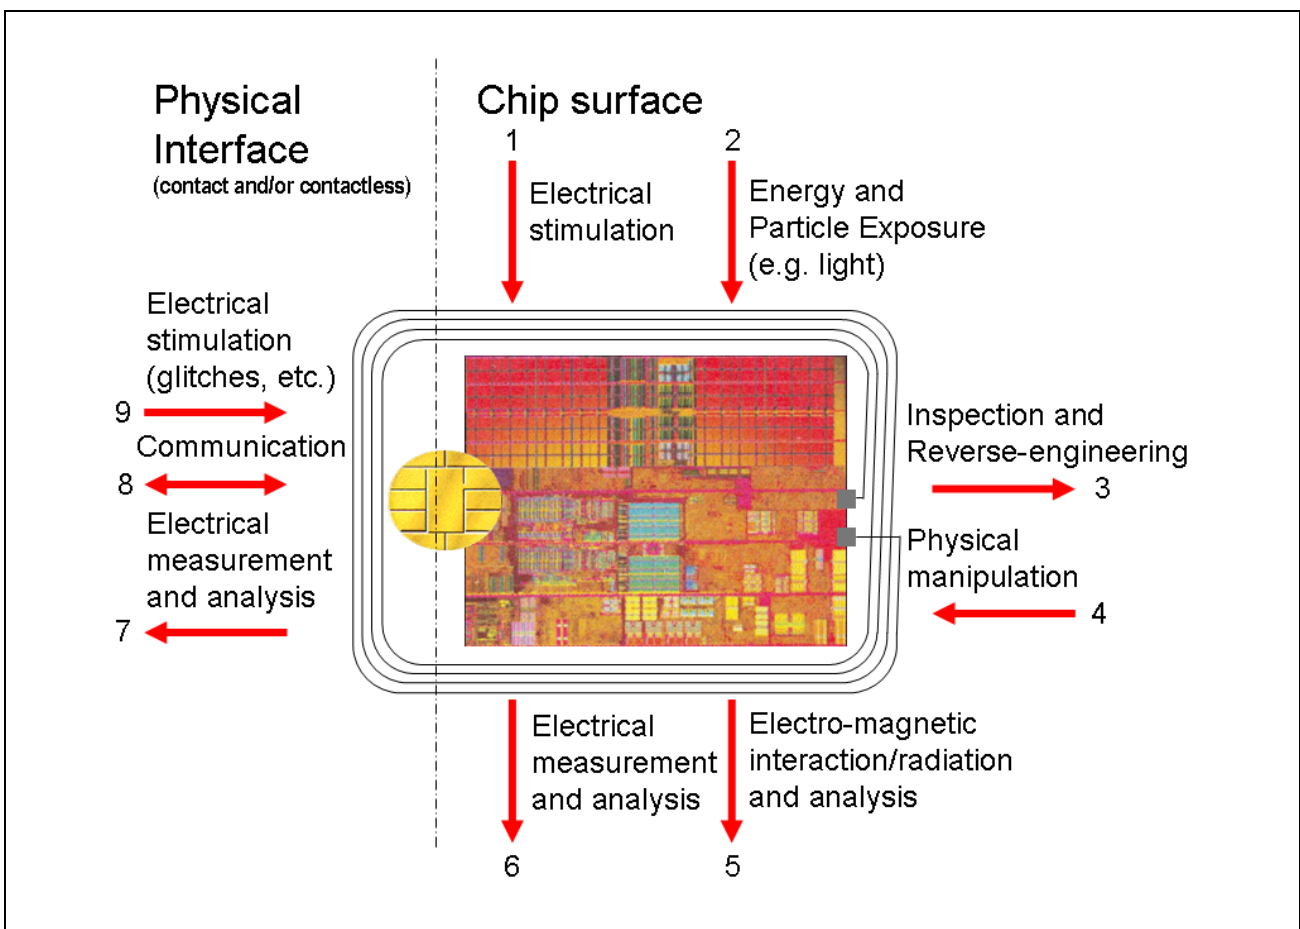 Physical
Interface
(contact and/or contactless)
Chip surface
1
2
Electrical
stimulation
Energy and
Particle Exposure
(e.g. light)
Electrical
stimulation
(glitches, etc.)
9
Communication
8
Electrical
measurement
and analysis
7
Inspection and
Reverse-engineering
3
Physical
manipulation
4
Electrical
measurement
and analysis
6
Electro-magnetic
interaction/radiation
and analysis
5